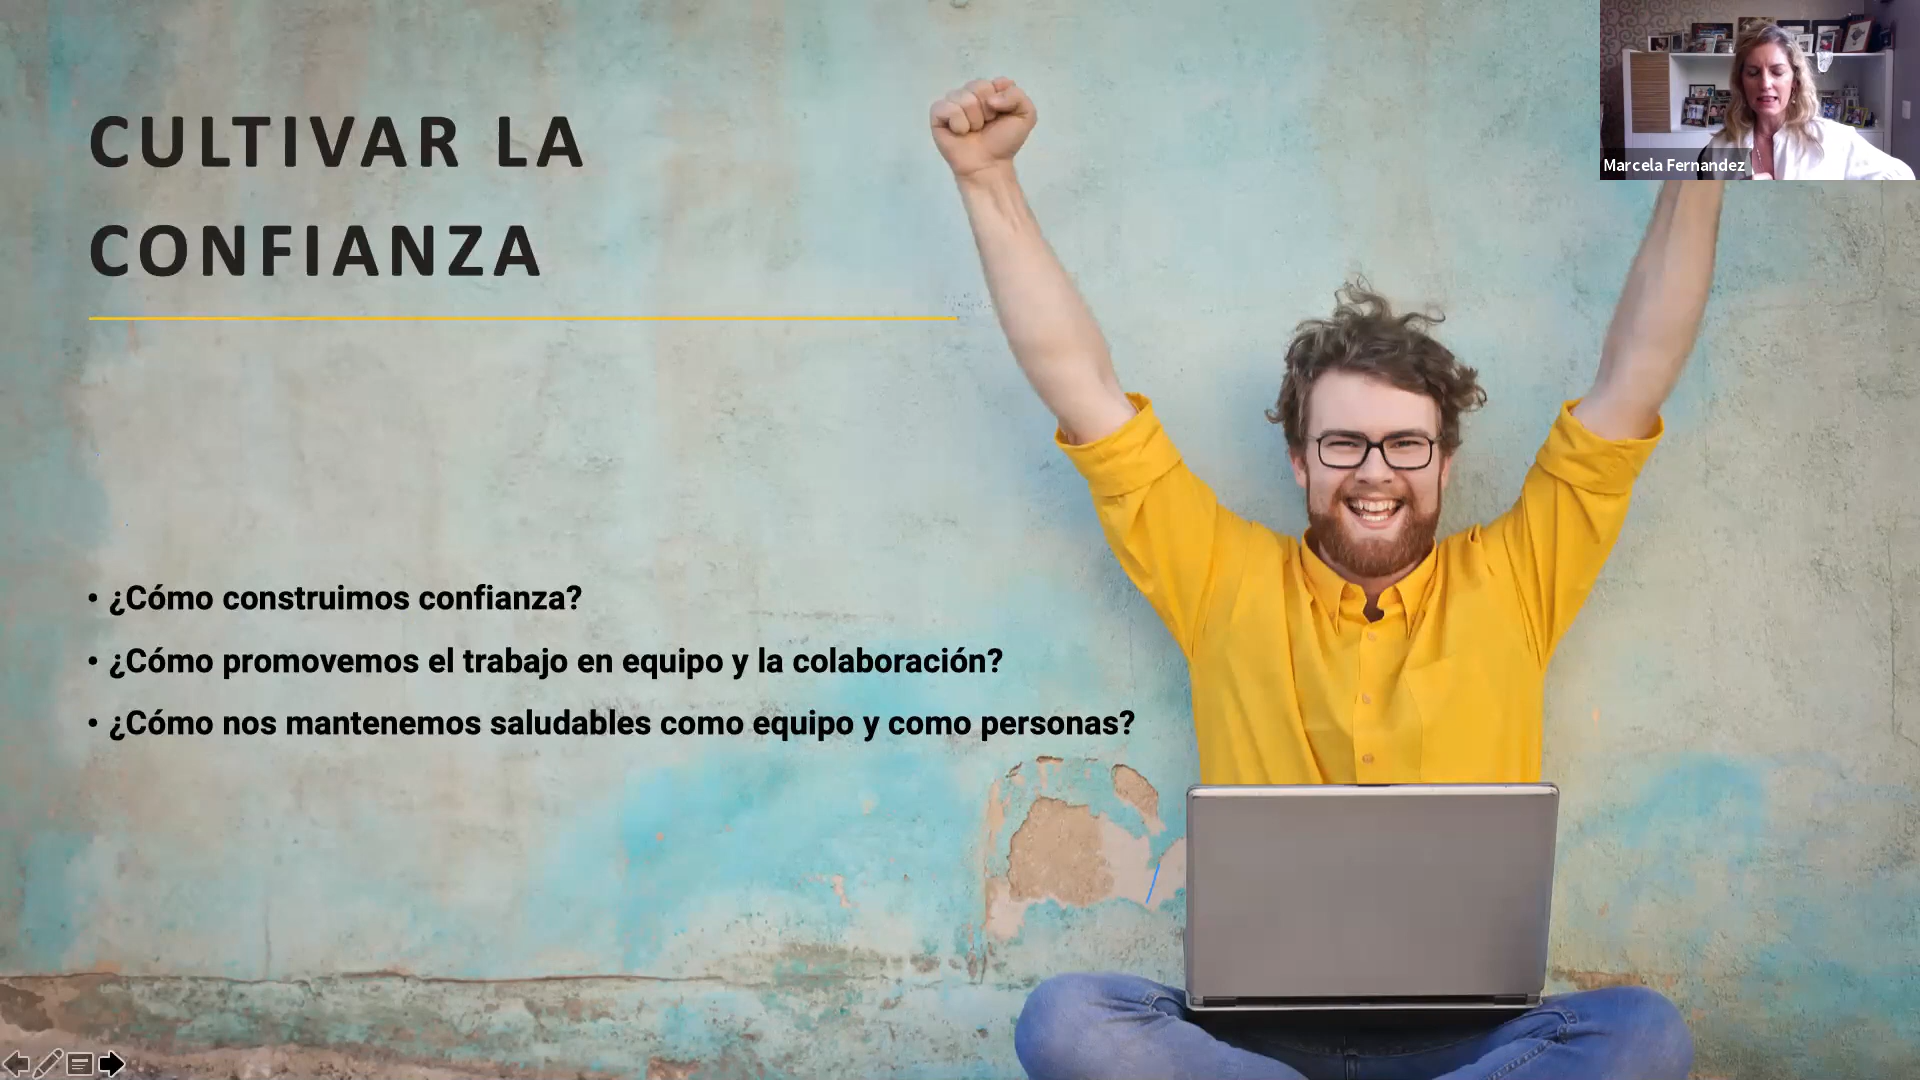 CULTIVAR LA
CONFIANZA
• ¿Cómo construimos confianza?
• ¿Cómo promovemos el trabajo en equipo y la colaboración?
• ¿Cómo nos mantenemos saludables como equipo y como personas?
Marcela Fernandez